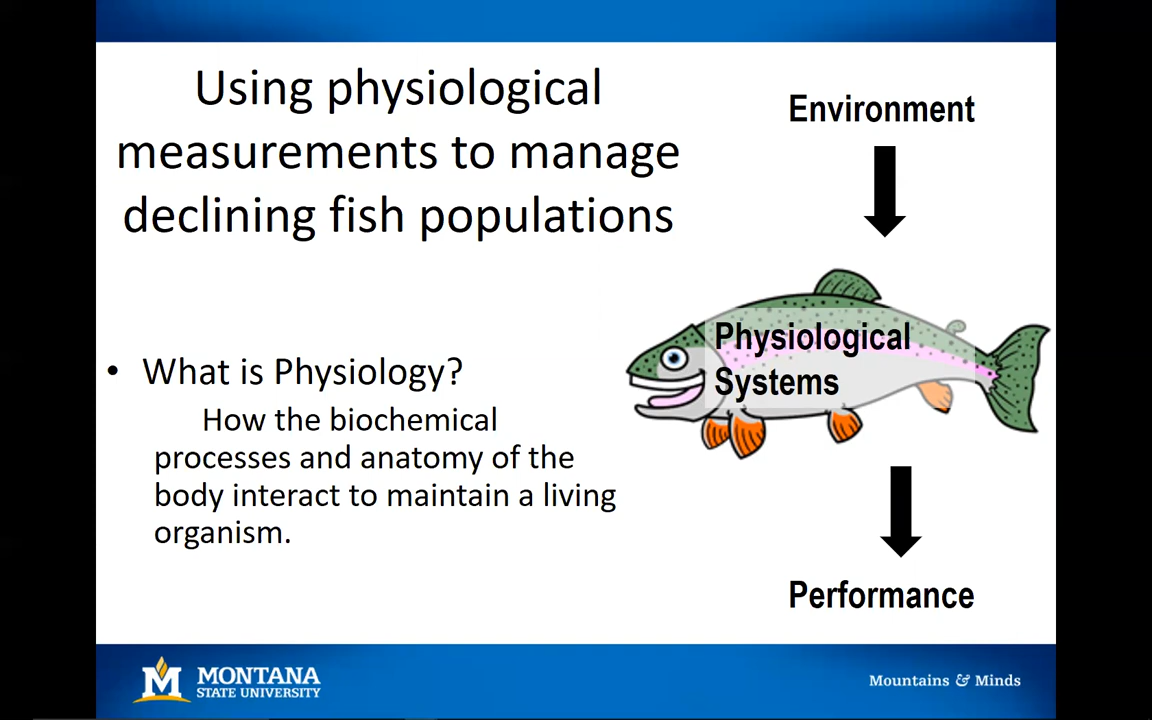 Using physiological
measurements to manage
declining fish populations
• What is Physiology?
How the biochemical
processes and anatomy of the
body interact to maintain a living
organism.
Environment
Physiological
Systems
Performance
M MONTANA
STATE UNIVERSITY
Mountains & Minds